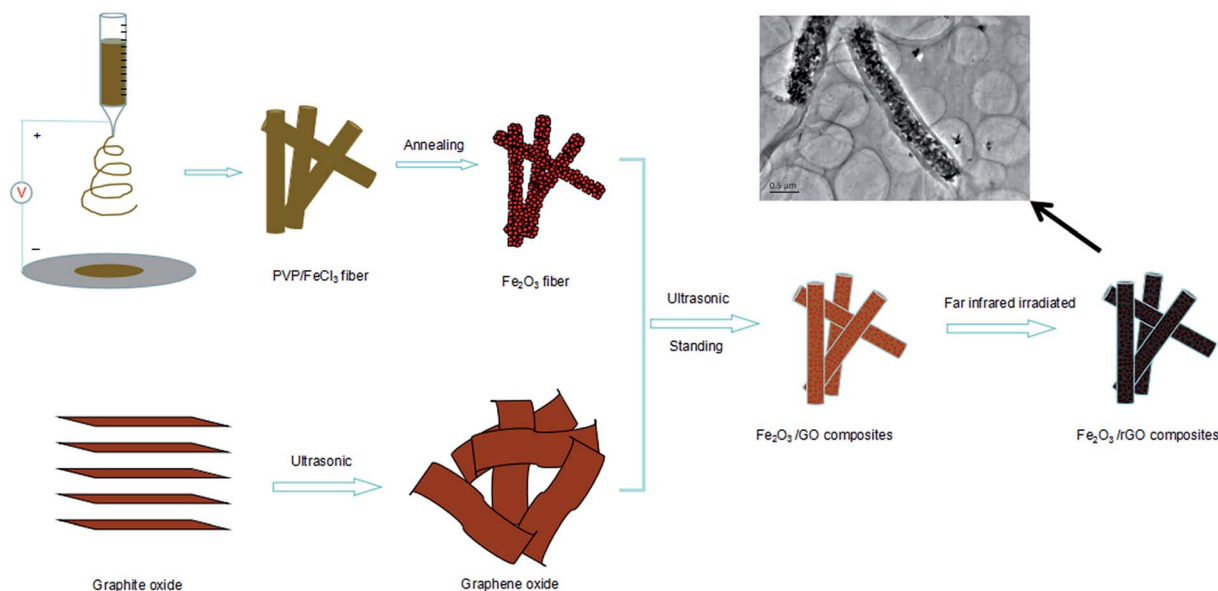 +
V
–
PVP/FeCl₃ fiber
Annealing
Fe₂O₃ fiber
Graphite oxide
Ultrasonic
Graphene oxide
Ultrasonic
Standing
Fe₂O₃ /GO composites
Far infrared irradiated
Fe₂O₃ /rGO composites
0.5 μm